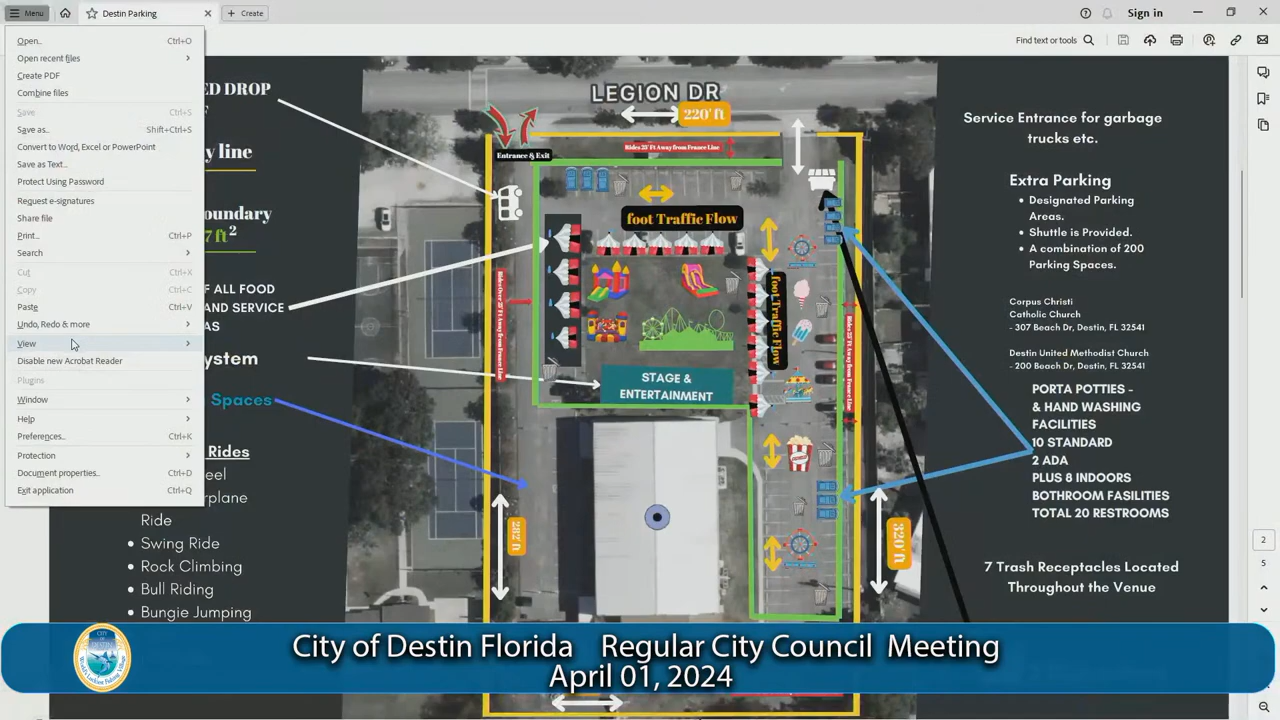 Menu
Destin Parking
Create
Sign in
Find text or tools
Open.. Ctrl+O
Open recent files
Create PDF
Combine files
Save Ctrl+S
Save as.. Shift+Ctrl+S
Convert to Word, Excel or PowerPoint
Save as Text...
Protect Using Password
Request e-signatures
Share file
Print... Ctrl+P
Search
Cut Ctrl+X
Copy Ctrl+C
Paste Ctrl+V
Undo, Redo & more
View
Disable new Acrobat Reader
Plugins
Window
Help
Preferences... Ctrl+K
Protection
Document properties... Ctrl+D
Exit application Ctrl+Q
ED DROP
y line
oundary
7 ft²
F ALL FOOD
AND SERVICE
AS
ystem
Spaces
Rides
Ride
Swing Ride
Rock Climbing
Bull Riding
Bungie Jumping
LEGION DR
220' ft
Entrance & Exit
foot Traffic Flow
foot Traffic Flow
STAGE &
ENTERTAINMENT
282' ft
320' ft
Service Entrance for garbage
trucks etc.
Extra Parking
Designated Parking
Areas.
Shuttle is Provided.
A combination of 200
Parking Spaces.
Corpus Christi
Catholic Church
- 307 Beach Dr, Destin, FL 32541
Destin United Methodist Church
- 200 Beach Dr, Destin, FL 32541
PORTA POTTIES -
& HAND WASHING
FACILITIES
10 STANDARD
2 ADA
PLUS 8 INDOORS
BOTHROOM FASILITIES
TOTAL 20 RESTROOMS
7 Trash Receptacles Located
Throughout the Venue
2
5
City of Destin Florida Regular City Council Meeting
April 01, 2024